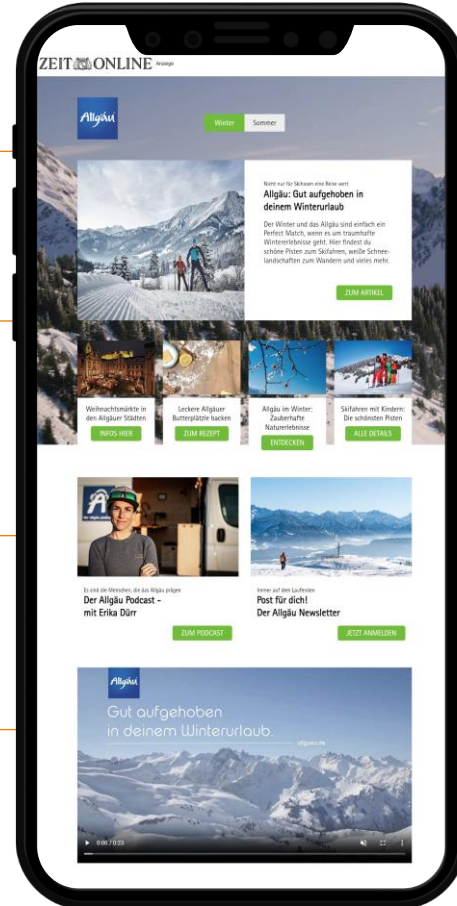 ZEIT ONLINE Anzeige
Allgäu
Winter Sommer
Nicht nur für Skihasen eine Reise wert
Allgäu: Gut aufgehoben in
deinem Winterurlaub
Der Winter und das Allgäu sind einfach ein
Perfect Match, wenn es um traumhafte
Wintererlebnisse geht. Hier findest du
schöne Pisten zum Skifahren, weiße Schnee-
landschaften zum Wandern und vieles mehr.
ZUM ARTIKEL
Weihnachtsmärkte in
den Allgäuer Städten
INFOS HIER
Leckere Allgäuer
Butterplätzle backen
ZUM REZEPT
Allgäu im Winter:
Zauberhafte
Naturerlebnisse
ENTDECKEN
Skifahren mit Kindern:
Die schönsten Pisten
ALLE DETAILS
Es sind die Menschen, die das Allgäu prägen
Der Allgäu Podcast –
mit Erika Dürr
ZUM PODCAST
Immer auf dem Laufenden
Post für dich!
Der Allgäu Newsletter
JETZT ANMELDEN
Allgäu
Gut aufgehoben
in deinem Winterurlaub.
allgaeu.de
0:00 / 0:23